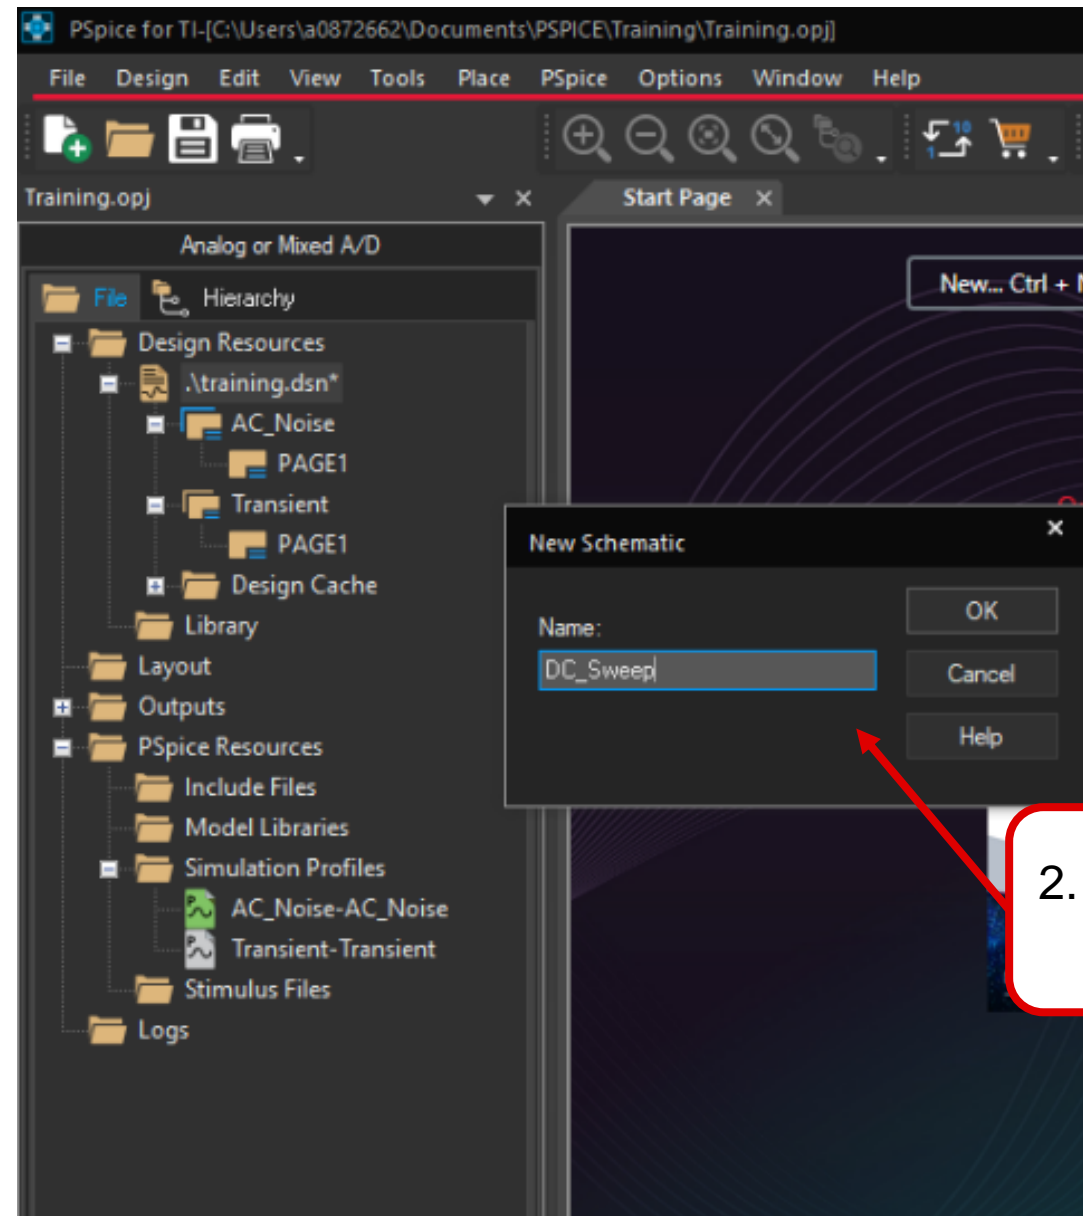 PSpice for TI-[C:\Users\a0872662\Documents\PSPICE\Training\Training.opj]
File Design Edit View Tools Place PSpice Options Window Help
Training.opj
Start Page
Analog or Mixed A/D
New... Ctrl +
File Hierarchy
Design Resources
.\training.dsn*
AC_Noise
PAGE1
Transient
PAGE1
Design Cache
Library
Layout
Outputs
PSpice Resources
Include Files
Model Libraries
Simulation Profiles
AC_Noise-AC_Noise
Transient-Transient
Stimulus Files
Logs
New Schematic
Name:
DC_Sweep
OK
Cancel
Help
2.